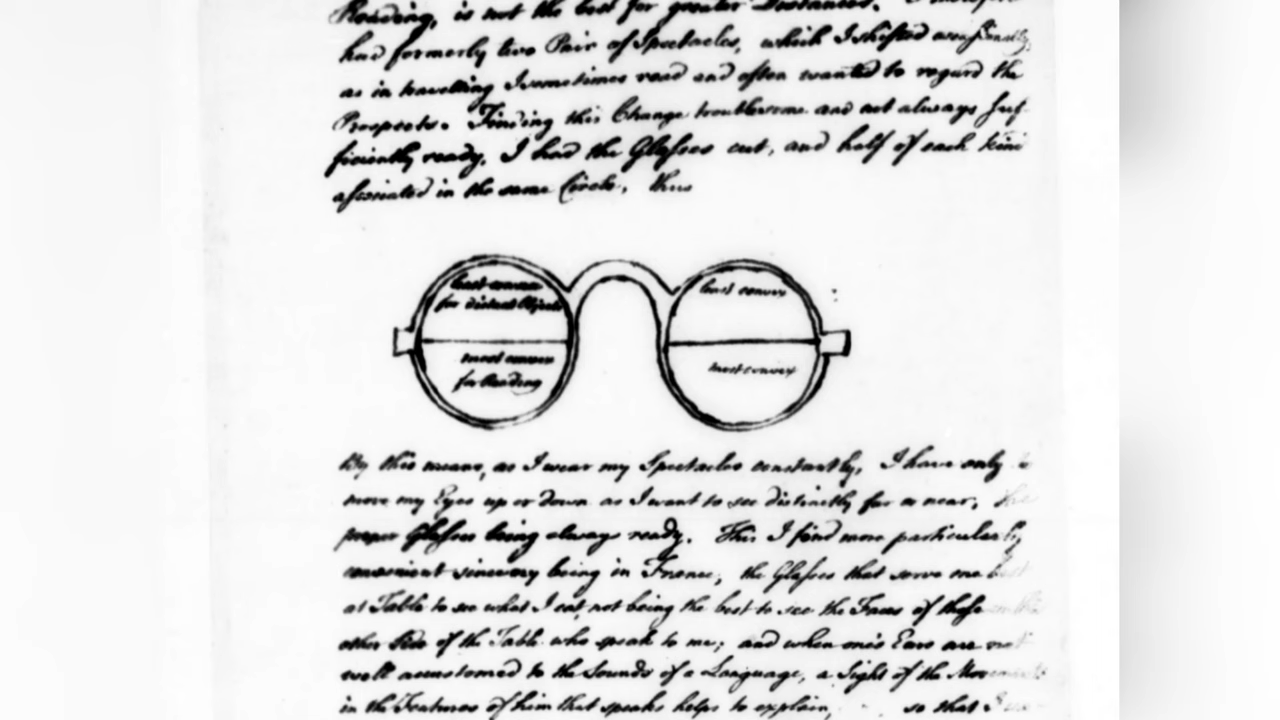 Reading, is not the best for greater Distances. I therefore
had formerly two Pair of Spectacles, which I shifted occasionally,
as in travelling I sometimes read and often wanted to regard the
Prospects. Finding this Change troublesome and not always suf-
ficiently ready, I had the Glasses cut, and half of each kind
associated in the same Circle, thus
least convex
for distant Objects
least convex
most convex
for Reading
most convex
By this means, as I wear my Spectacles constantly, I have only to
move my Eyes up or Down as I want to see distinctly far or near, the
proper Glasses being always ready. This I find more particularly
convenient since my being in France, the Glasses that serve me best
at Table to see what I eat, not being the best to see the Faces of those on the
other Side of the Table who speak to me; and when one's Ears are not
well accustomed to the Sounds of a Language, a Sight of the Movements
in the Features of him that speaks helps to explain, so that I